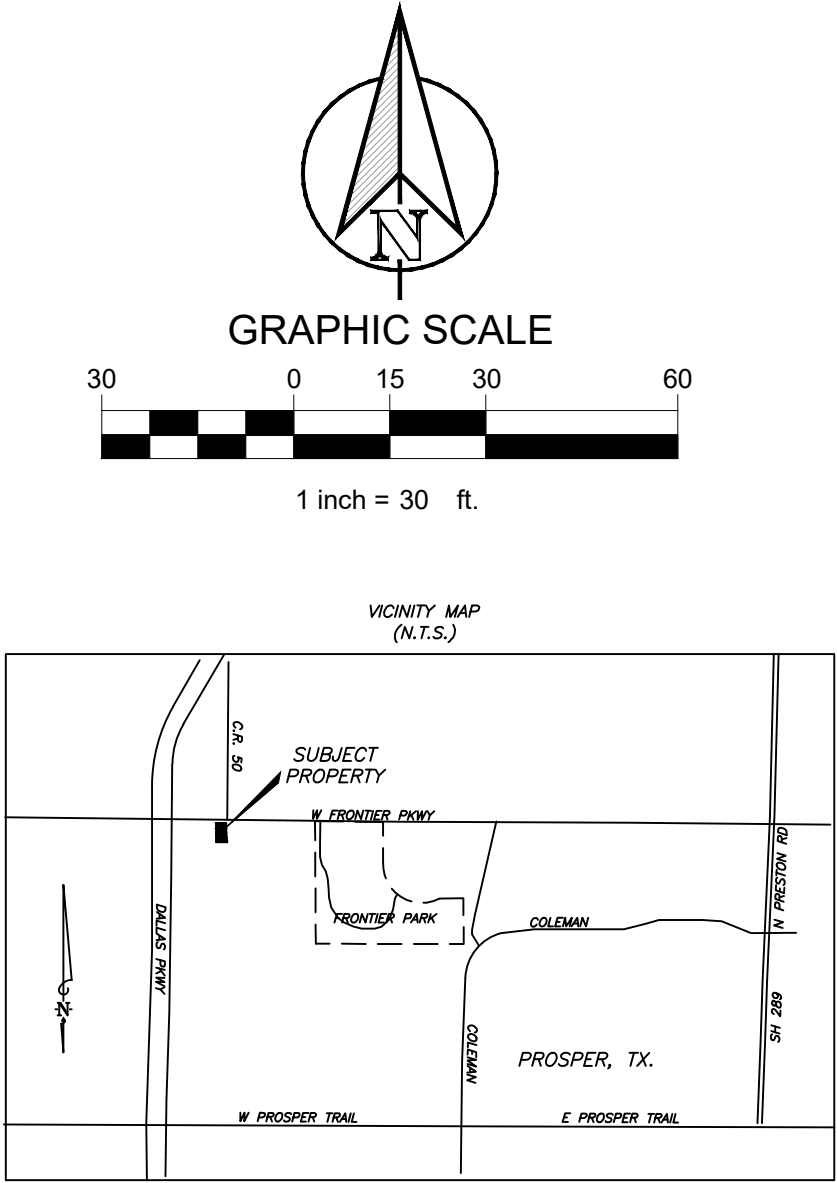 N
GRAPHIC SCALE
30 0 15 30 60
1 inch = 30 ft.
VICINITY MAP
(N.T.S.)
C.R. 50
SUBJECT
PROPERTY
W FRONTIER PKWY
N PRESTON RD
DALLAS PKWY
FRONTIER PARK
COLEMAN
N
SH 289
COLEMAN
PROSPER, TX.
W PROSPER TRAIL
E PROSPER TRAIL